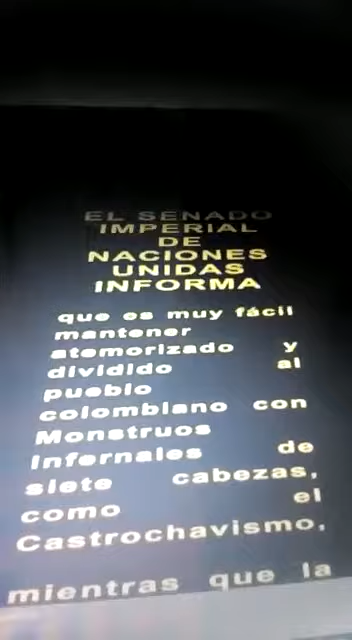 EL SENADO
IMPERIAL
DE
NACIONES
UNIDAS
INFORMA
que es muy fácil
mantener
atemorizado y
dividido al
pueblo
colombiano con
Monstruos
Infernales de
siete cabezas,
como el
Castrochavismo,
mientras que la